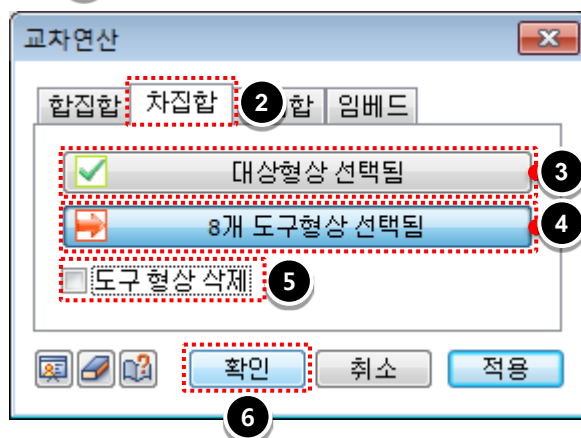 교차연산
합집합 차집합 2 합 임베드
대상형상 선택됨 3
8개 도구형상 선택됨 4
도구 형상 삭제 5
확인 취소 적용
6